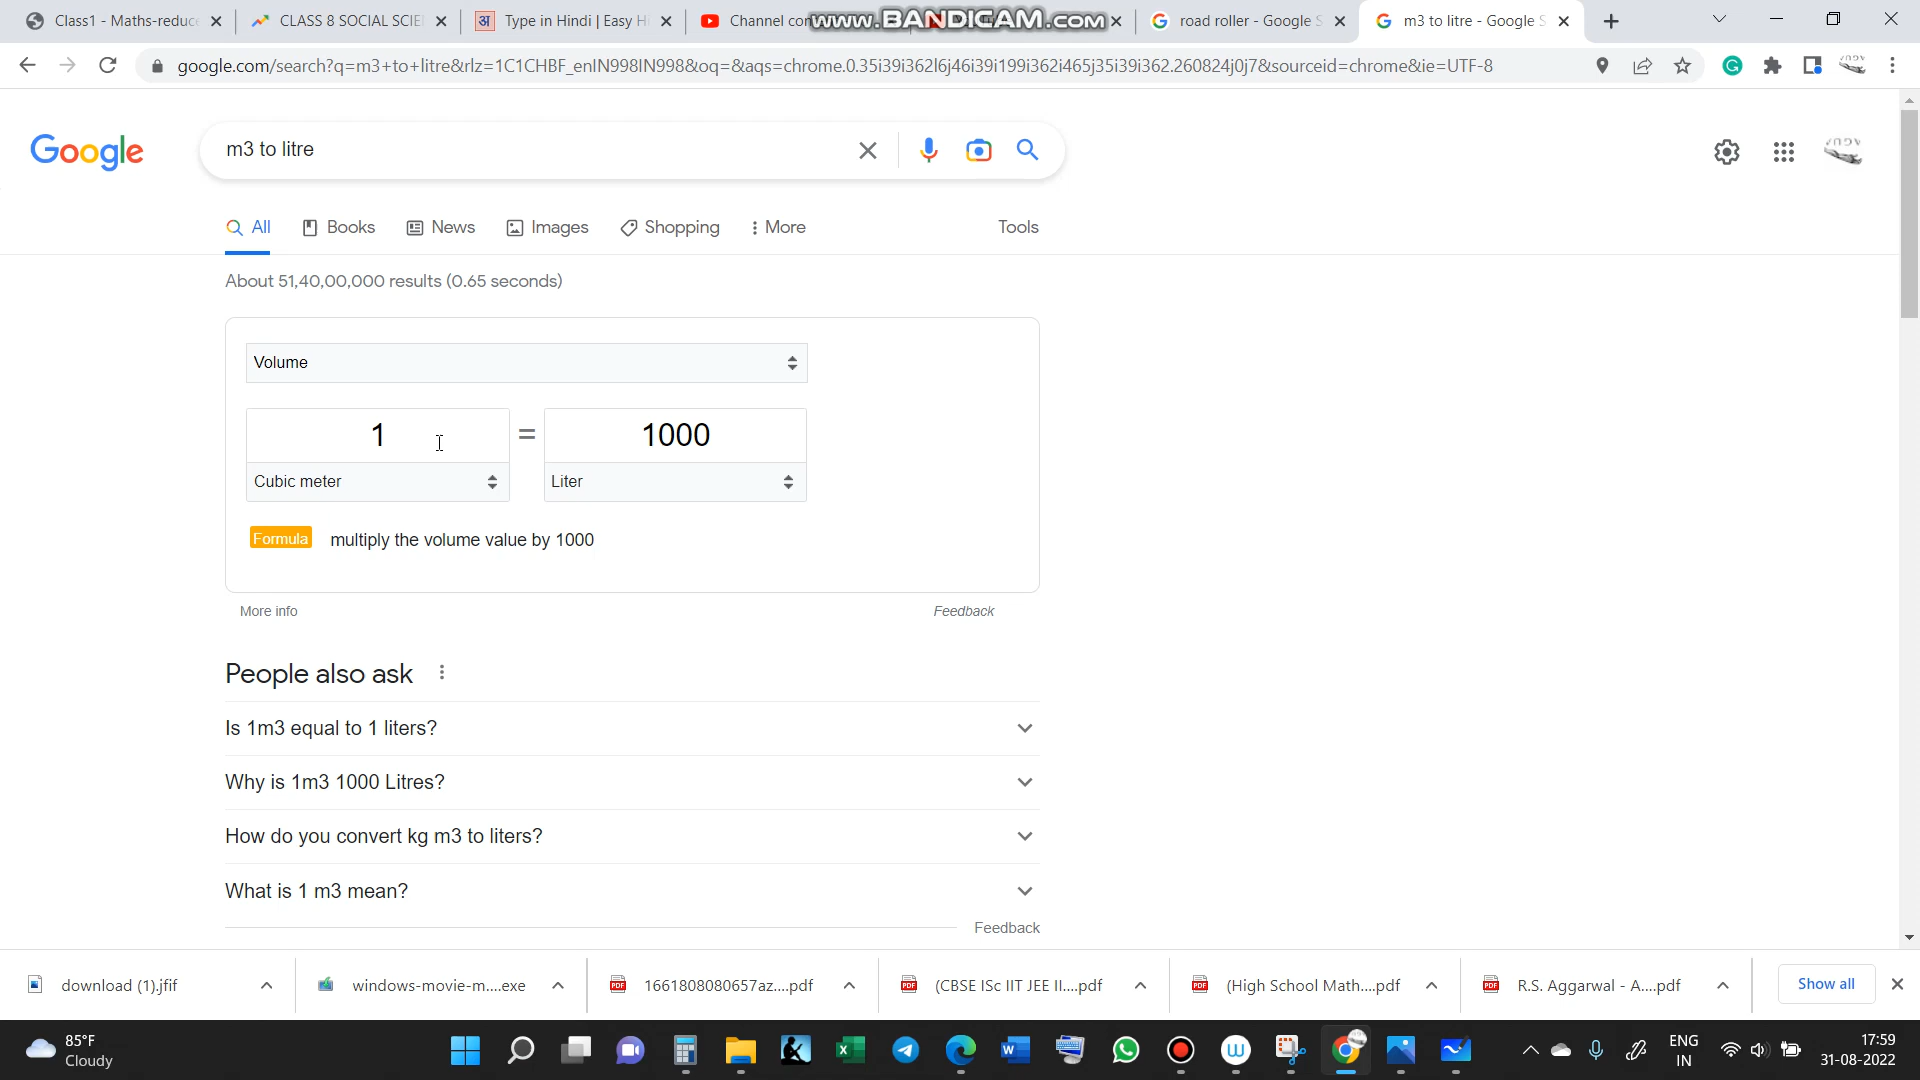 Class1 - Maths-reduce
CLASS 8 SOCIAL SCIE
अ Type in Hindi | Easy H
Channel con
www.BANDICAM.com
road roller - Google S
m3 to litre - Google S
google.com/search?q=m3+to+litre&rlz=1C1CHBF_enIN998IN998&oq=&aqs=chrome.0.35i39i362l6j46i39i199i362i465j35i39i362.260824j0j7&sourceid=chrome&ie=UTF-8
Google
m3 to litre
All Books News Images Shopping More Tools
About 51,40,00,000 results (0.65 seconds)
Volume
1 = 1000
Cubic meter Liter
Formula multiply the volume value by 1000
More info Feedback
People also ask
Is 1m3 equal to 1 liters?
Why is 1m3 1000 Litres?
How do you convert kg m3 to liters?
What is 1 m3 mean?
Feedback
download (1).jfif
windows-movie-m....exe
1661808080657az....pdf
(CBSE ISc IIT JEE II....pdf
(High School Math....pdf
R.S. Aggarwal - A....pdf
Show all
85°F
Cloudy
ENG
IN
17:59
31-08-2022